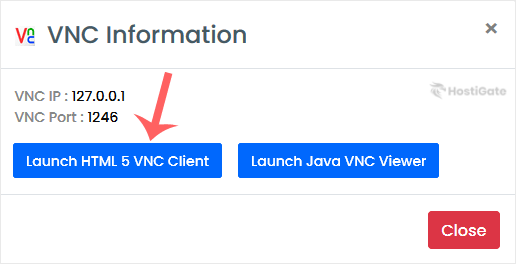 VNC VNC Information ×
VNC IP : 127.0.0.1
HostiGate
VNC Port : 1246
Launch HTML 5 VNC Client Launch Java VNC Viewer
Close